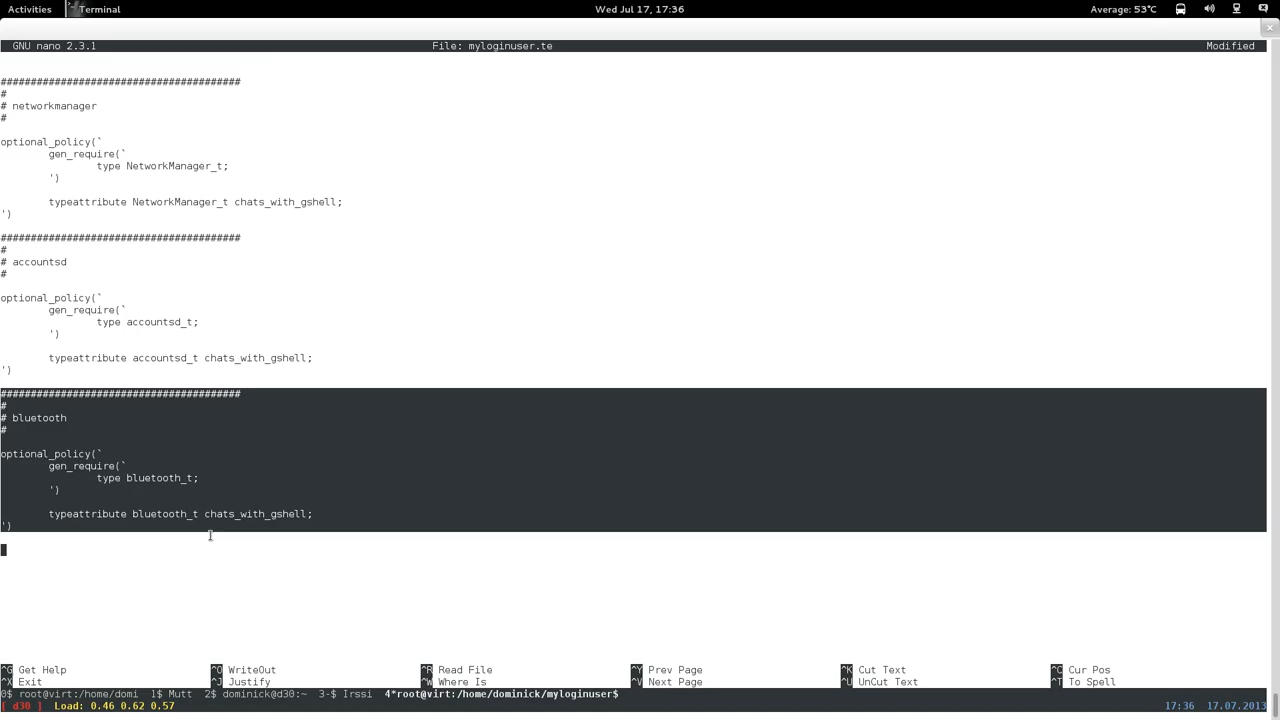 Activities Terminal Wed Jul 17, 17:36 Average: 53°C
GNU nano 2.3.1 File: myloginuser.te Modified
########################################
#
# networkmanager
#
optional_policy(`
gen_require(`
type NetworkManager_t;
')
typeattribute NetworkManager_t chats_with_gshell;
')
########################################
#
# accountsd
#
optional_policy(`
gen_require(`
type accountsd_t;
')
typeattribute accountsd_t chats_with_gshell;
')
########################################
#
# bluetooth
#
optional_policy(`
gen_require(`
type bluetooth_t;
')
typeattribute bluetooth_t chats_with_gshell;
')
^G Get Help ^O WriteOut ^R Read File ^Y Prev Page ^K Cut Text ^C Cur Pos
^X Exit ^J Justify ^W Where Is ^V Next Page ^U UnCut Text ^T To Spell
0$ root@virt:/home/domi 1$ Mutt 2$ dominick@d30:~ 3-$ Irssi 4*root@virt:/home/dominick/myloginuser$
[ d30 ] Load: 0.46 0.62 0.57 17:36 17.07.2013